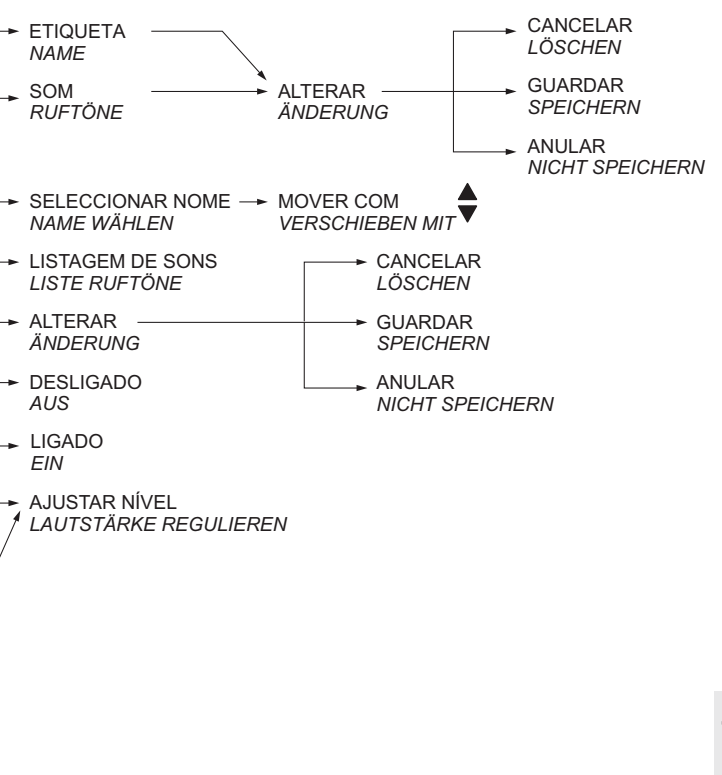 ETIQUETA
NAME
SOM
RUFTÖNE
ALTERAR
ÄNDERUNG
CANCELAR
LÖSCHEN
GUARDAR
SPEICHERN
ANULAR
NICHT SPEICHERN
SELECCIONAR NOME
NAME WÄHLEN
MOVER COM
VERSCHIEBEN MIT
LISTAGEM DE SONS
LISTE RUFTÖNE
ALTERAR
ÄNDERUNG
CANCELAR
LÖSCHEN
GUARDAR
SPEICHERN
ANULAR
NICHT SPEICHERN
DESLIGADO
AUS
LIGADO
EIN
AJUSTAR NÍVEL
LAUTSTÄRKE REGULIEREN